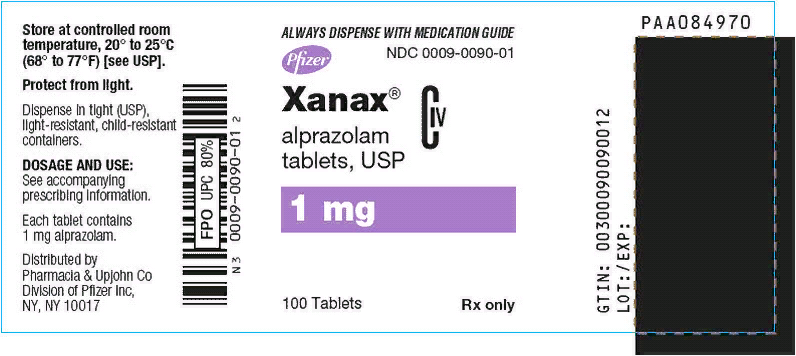 Store at controlled room
temperature, 20° to 25°C
(68° to 77°F) [see USP].
Protect from light.
Dispense in tight (USP),
light-resistant, child-resistant
containers.
DOSAGE AND USE:
See accompanying
prescribing information.
Each tablet contains
1 mg alprazolam.
Distributed by
Pharmacia & Upjohn Co
Division of Pfizer Inc,
NY, NY 10017
FPO UPC 80%
N3 0009-0090-01 2
ALWAYS DISPENSE WITH MEDICATION GUIDE
Pfizer
NDC 0009-0090-01
Xanax®
CIV
alprazolam
tablets, USP
1 mg
100 Tablets
Rx only
PAA084970
GTIN: 00300090090012
LOT:/EXP: